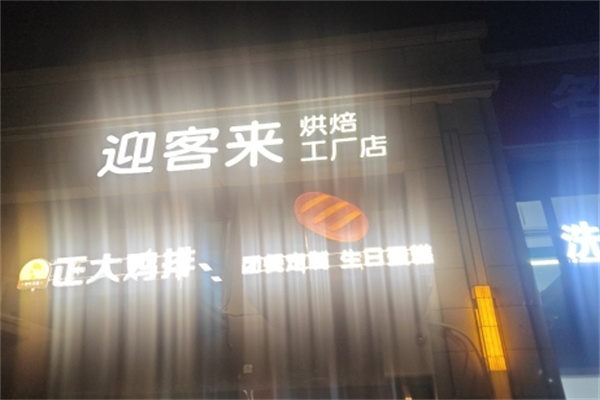 迎客来
烘焙
工厂店
正大鸡排、
生日蛋糕
洗